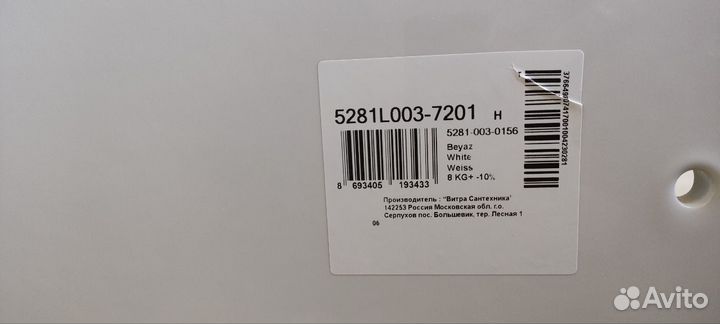 5281L003-7201 H
5281-003-0156
Beyaz
White
Weiss
8 KG+ -10%
8 693405 193433
Производитель : "Витра Сантехника"
142253 Россия Московская обл. г.о.
Серпухов пос. Большевик, тер. Лесная 1
06
Avito